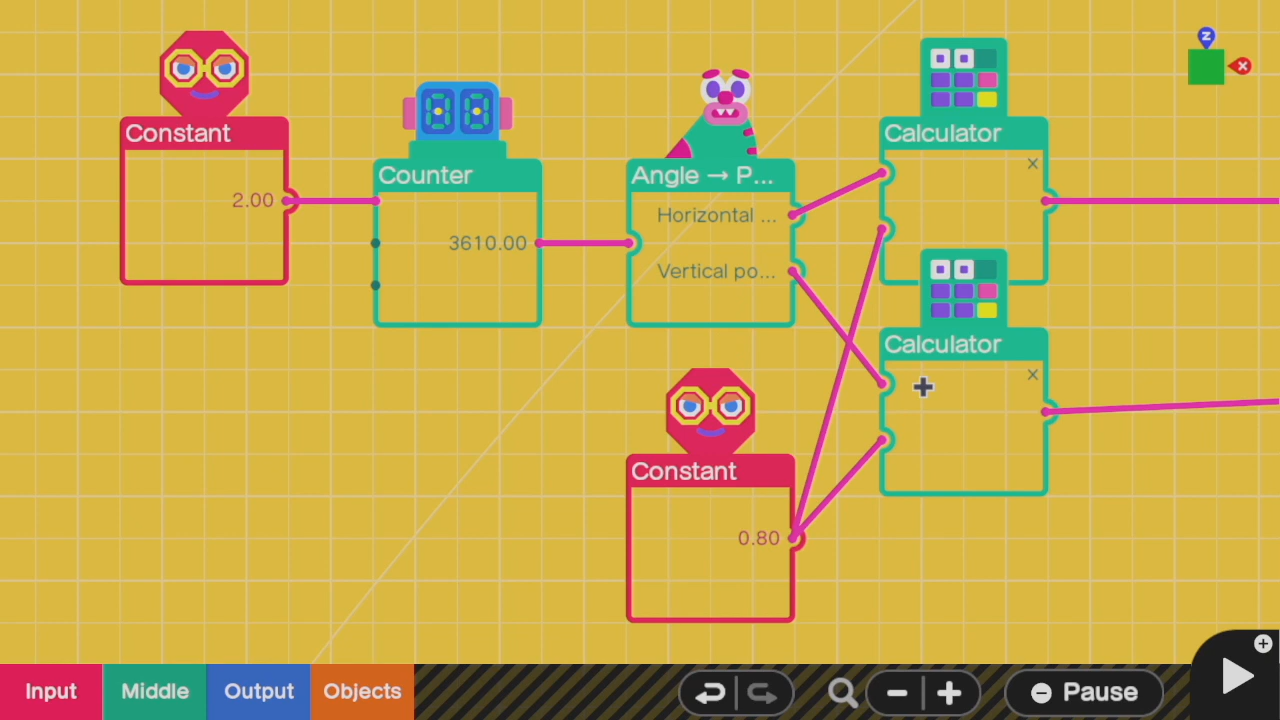 Constant
2.00
Counter
3610.00
Angle → P...
Horizontal ...
Vertical po...
Calculator
×
Calculator
×
Constant
0.80
Z
×
Input
Middle
Output
Objects
Pause